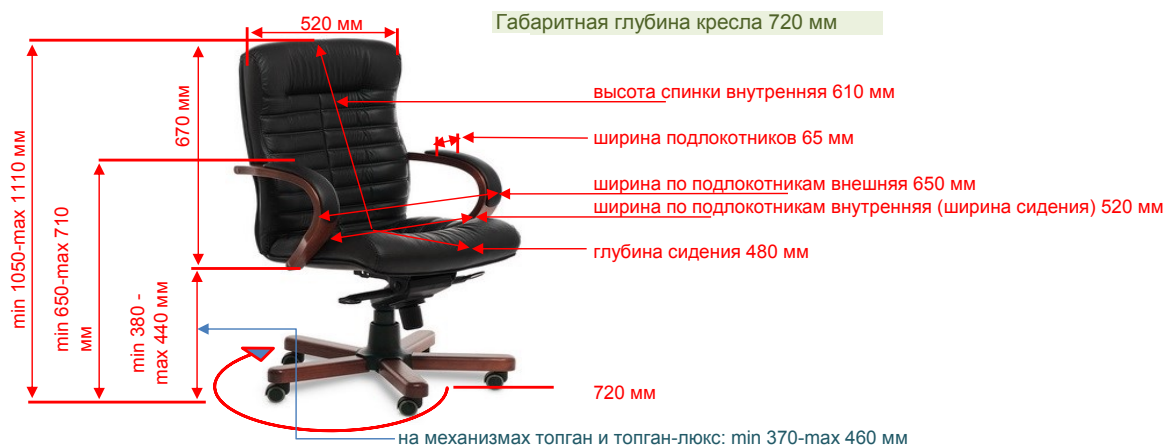 520 мм
Габаритная глубина кресла 720 мм
высота спинки внутренняя 610 мм
670 мм
ширина подлокотников 65 мм
ширина по подлокотникам внешняя 650 мм
ширина по подлокотникам внутренняя (ширина сидения) 520 мм
глубина сидения 480 мм
min 1050-max 1110 мм
min 650-max 710
мм
min 380 -
max 440 мм
720 мм
на механизмах топган и топган-люкс: min 370-max 460 мм